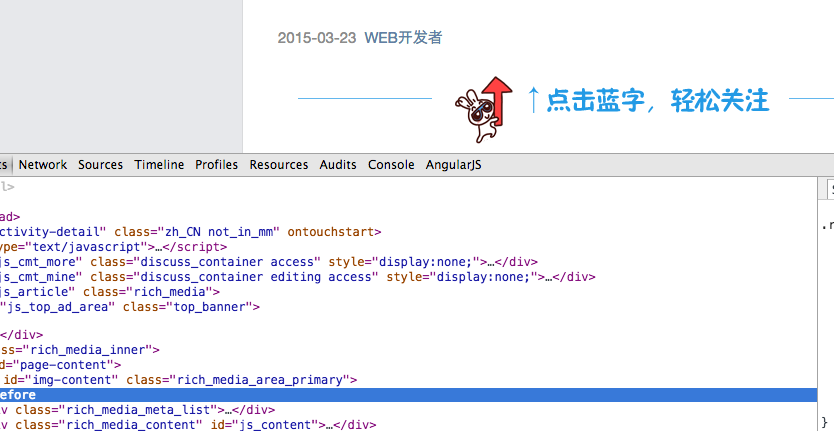 2015-03-23 WEB开发者
↑点击蓝字，轻松关注
Network Sources Timeline Profiles Resources Audits Console AngularJS
l>
ad>
ctivity-detail" class="zh_CN not_in_mm" ontouchstart>
ype="text/javascript">…</script>
js_cmt_more" class="discuss_container access" style="display:none;">…</div>
js_cmt_mine" class="discuss_container editing access" style="display:none;">…</div>
js_article" class="rich_media">
"js_top_ad_area" class="top_banner">
</div>
ass="rich_media_inner">
d="page-content">
id="img-content" class="rich_media_area_primary">
efore
v class="rich_media_meta_list">…</div>
v class="rich_media_content" id="js_content">…</div>
}